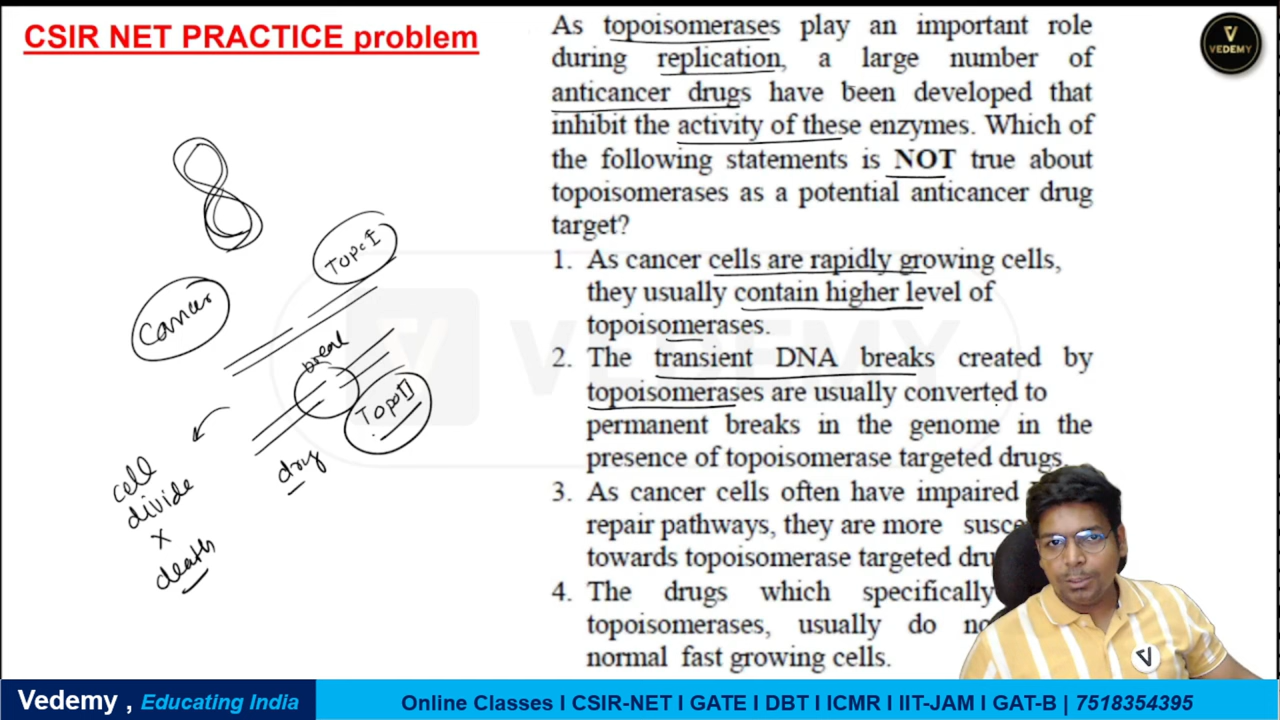 CSIR NET PRACTICE problem
As topoisomerases play an important role
during replication, a large number of
anticancer drugs have been developed that
inhibit the activity of these enzymes. Which of
the following statements is NOT true about
topoisomerases as a potential anticancer drug
target?
1. As cancer cells are rapidly growing cells,
they usually contain higher level of
topoisomerases.
2. The transient DNA breaks created by
topoisomerases are usually converted to
permanent breaks in the genome in the
presence of topoisomerase targeted drugs.
3. As cancer cells often have impaired
repair pathways, they are more
towards topoisomerase targeted
4. The drugs which specifically
topoisomerases, usually do
normal fast growing cells.
Topo I
Cancer
break
Topo II
drug
cell
divide
x
death
VEDEMY
VEDEMY
Vedemy , Educating India
Online Classes I CSIR-NET I GATE I DBT I ICMR I IIT-JAM I GAT-B | 7518354395